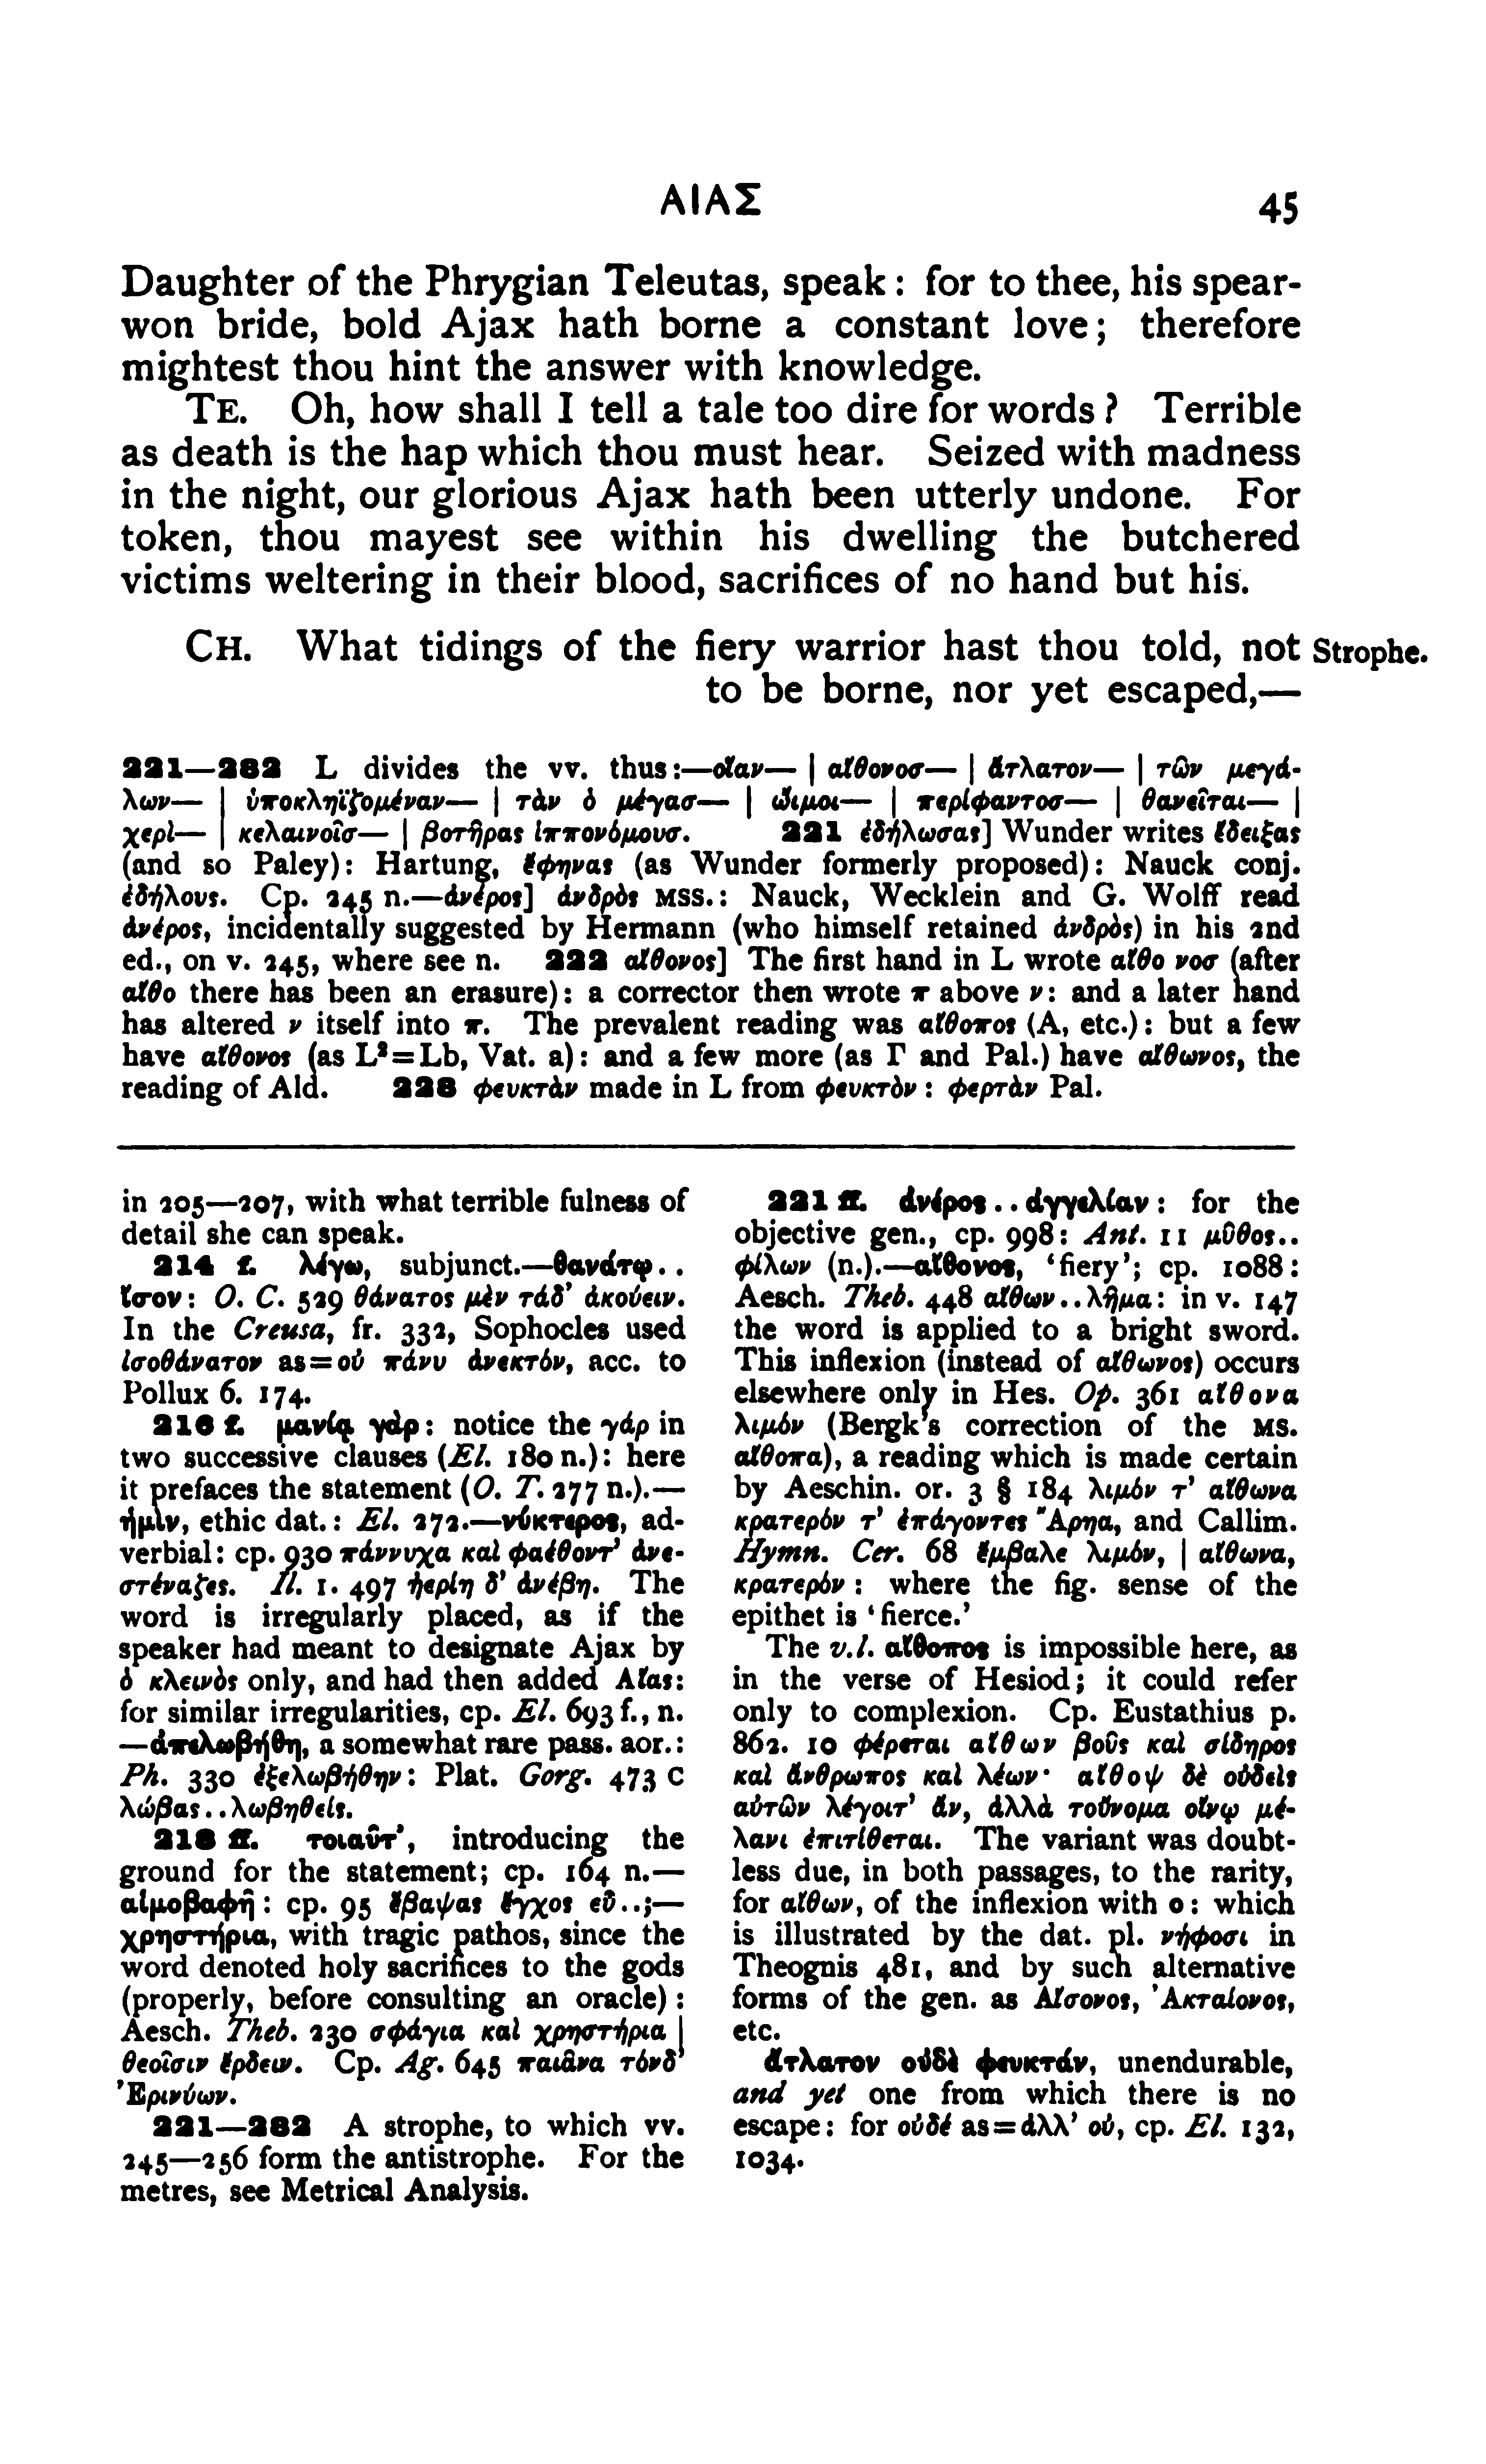 ΑΙΑΣ 45
Daughter of the Phrygian Teleutas, speak : for to thee, his spear-
won bride, bold Ajax hath borne a constant love; therefore
mightest thou hint the answer with knowledge.
TE. Oh, how shall I tell a tale too dire for words ? Terrible
as death is the hap which thou must hear. Seized with madness
in the night, our glorious Ajax hath been utterly undone. For
token, thou mayest see within his dwelling the butchered
victims weltering in their blood, sacrifices of no hand but his.
CH. What tidings of the fiery warrior hast thou told, not Strophe.
to be borne, nor yet escaped,—
221—232 L divides the vv. thus:—οἵαν— | αἴθονοσ— | ἄτλατον— | τῶν μεγά-
λων— | ὑποκληϊζομέναν— | τὰν ὁ μέγασ— | ὤιμοι— | περίφαντοσ— | θανεῖται— |
χερὶ— | κελαινοῖσ— | βοτῆρας ἱππονόμουσ. 221 ἐδήλωσας] Wunder writes ἔδειξας
(and so Paley): Hartung, ἔφηνας (as Wunder formerly proposed): Nauck conj.
ἐδήλους. Cp. 245 n.—ἀνέρος] ἀνδρὸς MSS.: Nauck, Wecklein and G. Wolff read
ἀνέρος, incidentally suggested by Hermann (who himself retained ἀνδρὸς) in his 2nd
ed., on v. 245, where see n. 222 αἴθονος] The first hand in L wrote αἴθο νοσ (after
αἴθο there has been an erasure): a corrector then wrote π above ν: and a later hand
has altered ν itself into π. The prevalent reading was αἴθοπος (A, etc.): but a few
have αἴθονος (as L²=Lb, Vat. a): and a few more (as Γ and Pal.) have αἴθωνος, the
reading of Ald. 223 φευκτὰν made in L from φευκτὸν : φερτὰν Pal.
in 205—207, with what terrible fulness of
detail she can speak.
214 f. λέγω, subjunct.—θανάτῳ..
ἴσον: O. C. 529 θάνατος μὲν τάδ’ ἀκούειν.
In the Creusa, fr. 332, Sophocles used
ἰσοθάνατον as=οὐ πάνυ ἀνεκτόν, acc. to
Pollux 6. 174.
216 f. μανίᾳ γὰρ: notice the γάρ in
two successive clauses (El. 180 n.): here
it prefaces the statement (O. T. 277 n.).—
ἡμὶν, ethic dat.: El. 272.—νύκτερος, ad-
verbial: cp. 930 πάννυχα καὶ φαέθοντ’ ἀνε-
στέναζες. Il. 1. 497 ἠερίη δ’ ἀνέβη. The
word is irregularly placed, as if the
speaker had meant to designate Ajax by
ὁ κλεινὸς only, and had then added Αἴας:
for similar irregularities, cp. El. 693 f., n.
—ἀπελωβήθη, a somewhat rare pass. aor.:
Ph. 330 ἐξελωβήθην: Plat. Gorg. 473 C
λώβας..λωβηθείς.
218 ff. τοιαῦτ’, introducing the
ground for the statement; cp. 164 n.—
αἱμοβαφῆ: cp. 95 ἔβαψας ἔγχος εὖ..;—
χρηστήρια, with tragic pathos, since the
word denoted holy sacrifices to the gods
(properly, before consulting an oracle):
Aesch. Theb. 230 σφάγια καὶ χρηστήρια |
θεοῖσιν ἔρδειν. Cp. Ag. 645 παιᾶνα τόνδ’
Ἐρινύων.
221—232 A strophe, to which vv.
245—256 form the antistrophe. For the
metres, see Metrical Analysis.
221 ff. ἀνέρος..ἀγγελίαν: for the
objective gen., cp. 998: Ant. 11 μῦθος..
φίλων (n.).—αἴθονος, ‘fiery’; cp. 1088:
Aesch. Theb. 448 αἴθων..λῆμα: in v. 147
the word is applied to a bright sword.
This inflexion (instead of αἴθωνος) occurs
elsewhere only in Hes. Op. 361 αἴθονα
λιμόν (Bergk’s correction of the MS.
αἴθοπα), a reading which is made certain
by Aeschin. or. 3 § 184 λιμόν τ’ αἴθωνα
κρατερόν τ’ ἐπάγοντες Ἄρηα, and Callim.
Hymn. Cer. 68 ἔμβαλε λιμόν, | αἴθωνα,
κρατερόν : where the fig. sense of the
epithet is ‘fierce.’
The v.l. αἴθοπος is impossible here, as
in the verse of Hesiod; it could refer
only to complexion. Cp. Eustathius p.
862. 10 φέρεται αἴθων βοῦς καὶ σίδηρος
καὶ ἄνθρωπος καὶ λέων· αἴθοψ δὲ οὐδεὶς
αὐτῶν λέγοιτ’ ἄν, ἀλλὰ τοὔνομα οἴνῳ μέ-
λανι ἐπιτίθεται. The variant was doubt-
less due, in both passages, to the rarity,
for αἴθων, of the inflexion with ο: which
is illustrated by the dat. pl. νήφοσι in
Theognis 481, and by such alternative
forms of the gen. as Αἴσονος, Ἀκταίονος,
etc.
ἄτλατον οὐδὲ φευκτάν, unendurable,
and yet one from which there is no
escape: for οὐδέ as=ἀλλ’ οὐ, cp. El. 132,
1034.